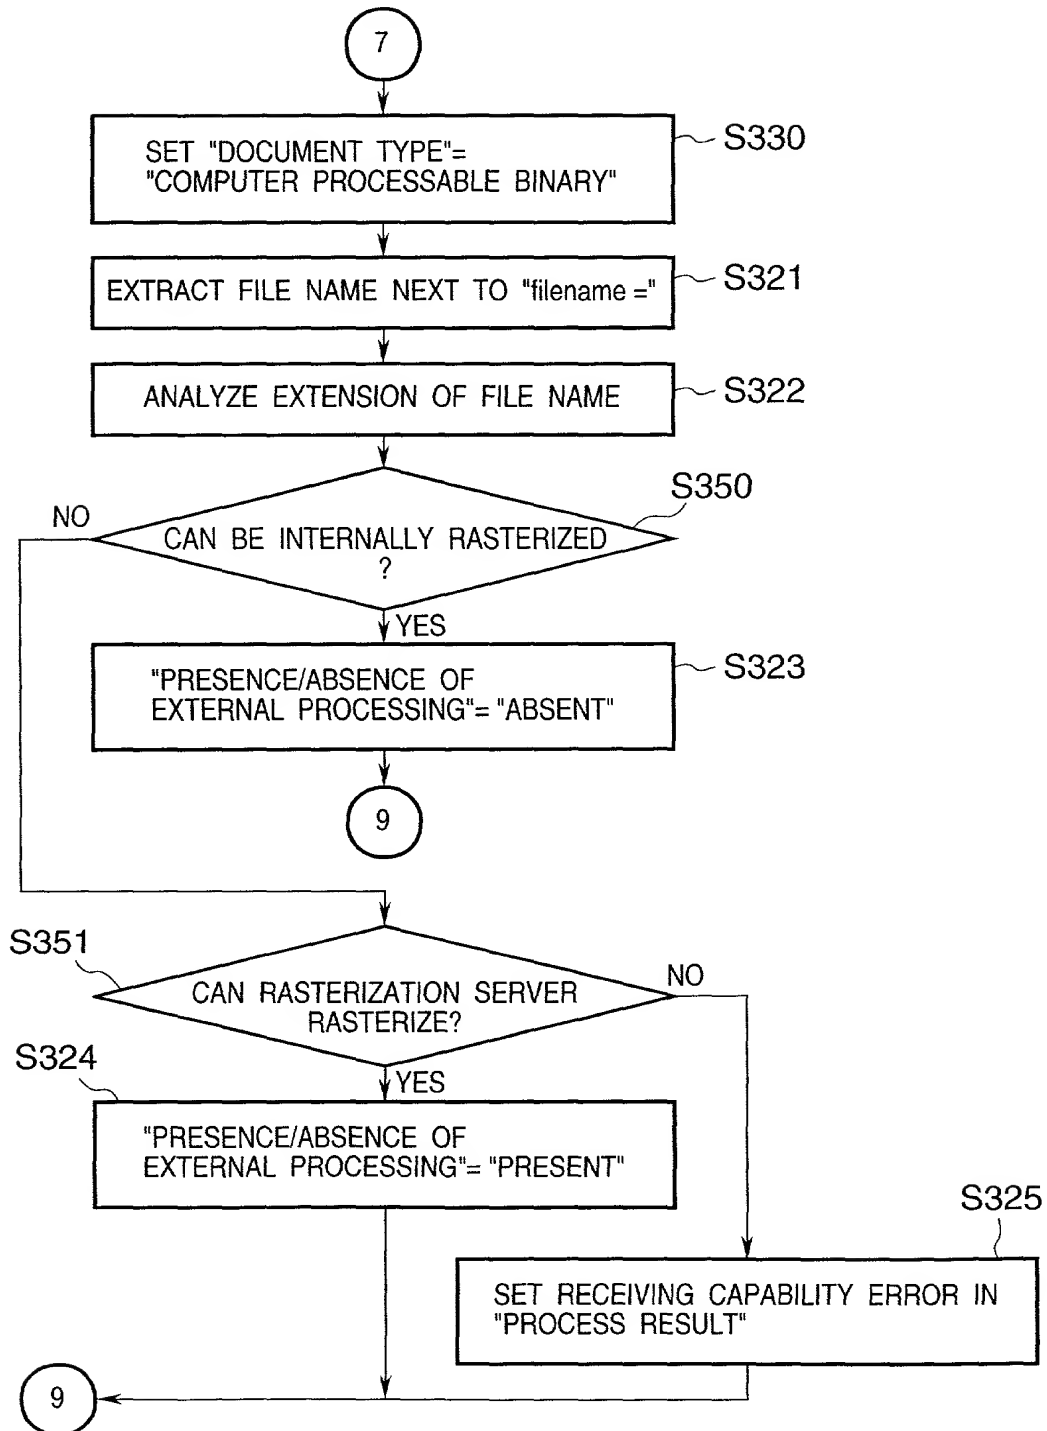 7
S330
SET "DOCUMENT TYPE"=
"COMPUTER PROCESSABLE BINARY"
S321
EXTRACT FILE NAME NEXT TO "filename ="
S322
ANALYZE EXTENSION OF FILE NAME
S350
NO
CAN BE INTERNALLY RASTERIZED
?
YES
S323
"PRESENCE/ABSENCE OF
EXTERNAL PROCESSING"= "ABSENT"
9
S351
NO
CAN RASTERIZATION SERVER
RASTERIZE?
YES
S324
"PRESENCE/ABSENCE OF
EXTERNAL PROCESSING"= "PRESENT"
S325
SET RECEIVING CAPABILITY ERROR IN
"PROCESS RESULT"
9